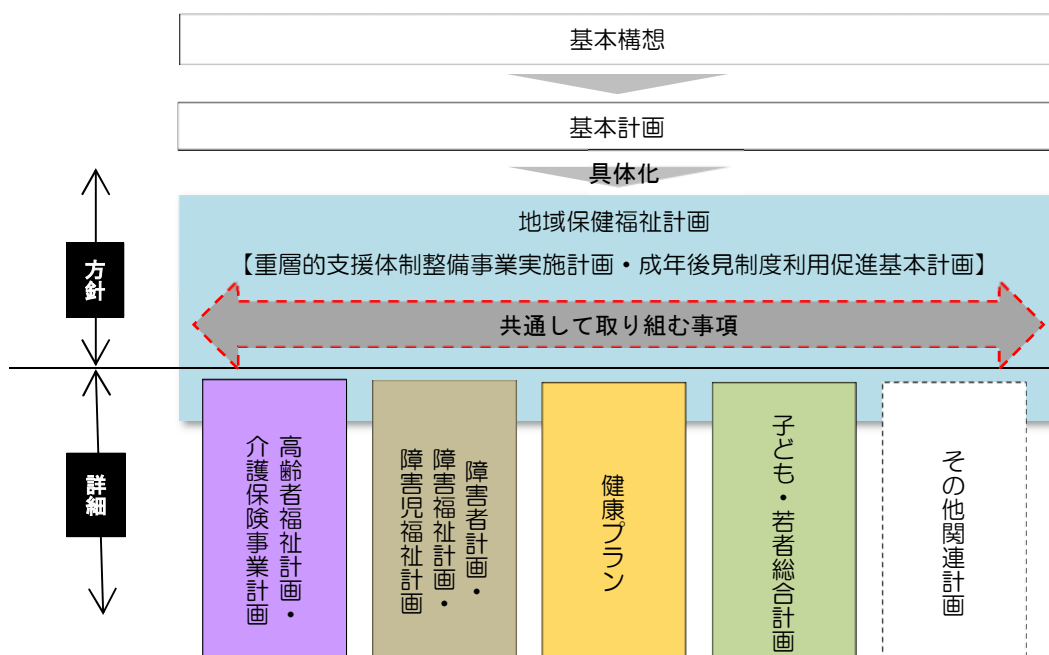 基本構想
基本計画
具体化
方針
地域保健福祉計画
【重層的支援体制整備事業実施計画・成年後見制度利用促進基本計画】
共通して取り組む事項
詳細
高齢者福祉計画・
介護保険事業計画
障害者計画・
障害福祉計画・
障害児福祉計画
健康プラン
子ども・若者総合計画
その他関連計画